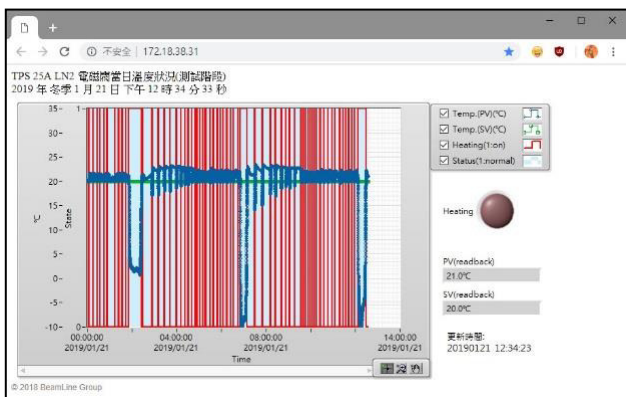 不安全 | 172.18.38.31
TPS 25A LN2 電磁閥當日溫度狀況(測試階段)
2019 年 冬季 1 月 21 日 下午 12 時 34 分 33 秒
Temp.(PV)(℃)
Temp.(SV)(℃)
Heating(1:on)
Status(1:normal)
35
30
25
20
15
10
5
0
-5
-10
℃
1
0
State
00:00:00
2019/01/21
04:00:00
2019/01/21
08:00:00
2019/01/21
14:00:00
2019/01/21
Time
Heating
PV(readback)
21.0℃
SV(readback)
20.0℃
更新時間:
20190121 12:34:23
© 2018 BeamLine Group